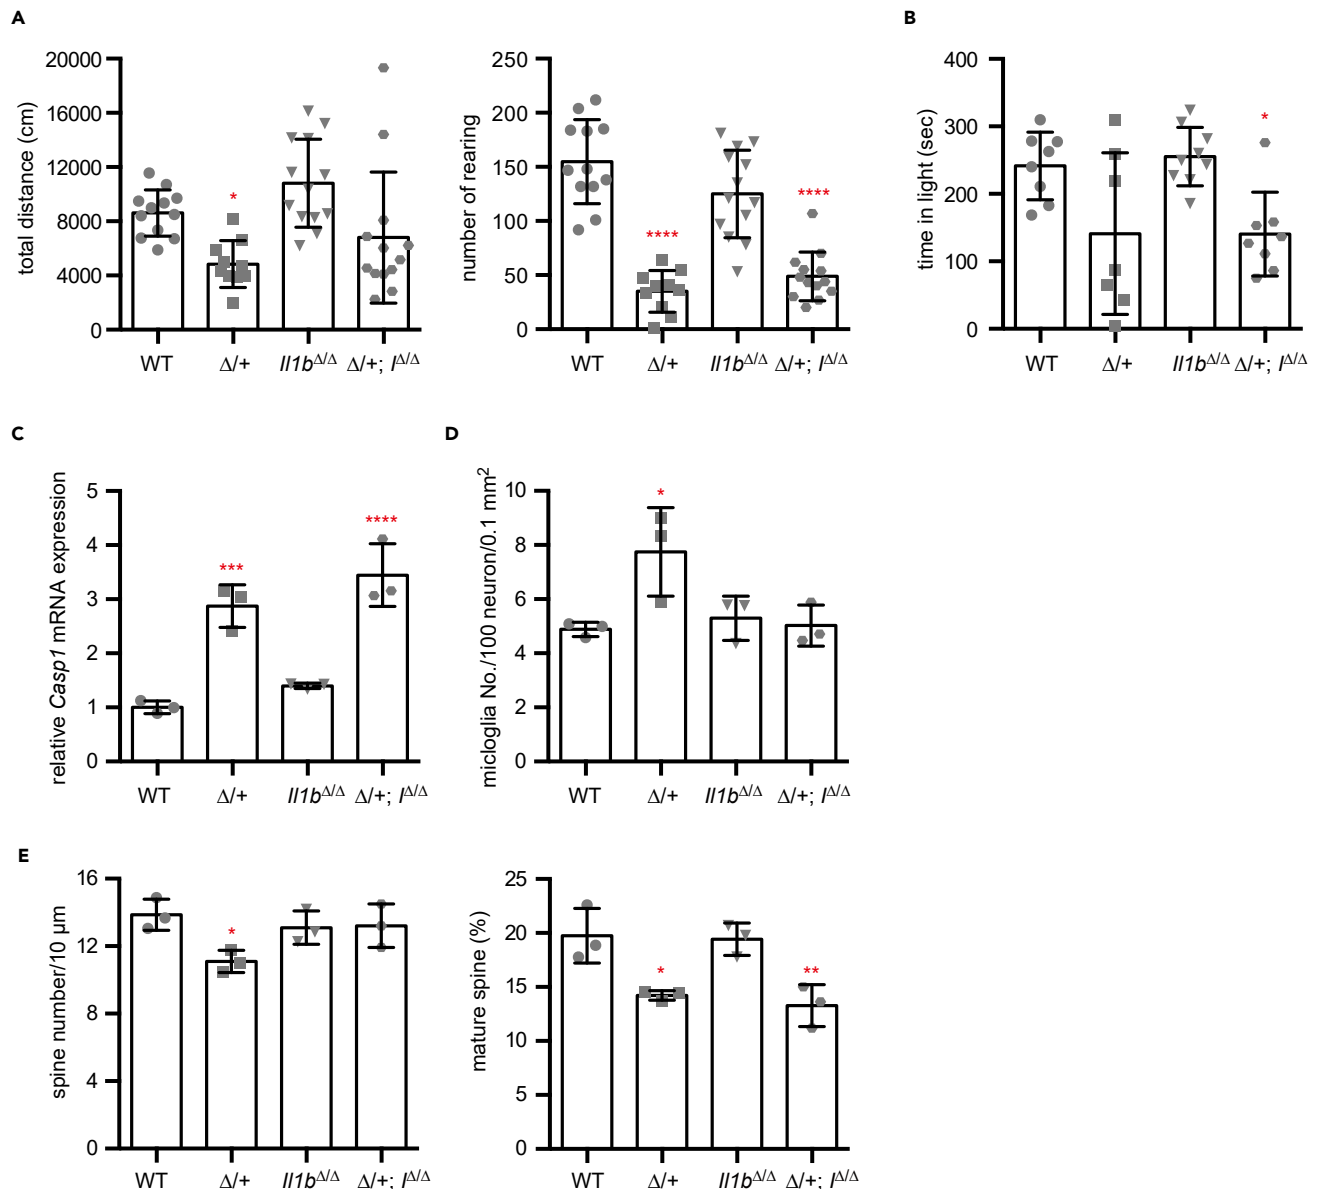 A
total distance (cm)
20000
16000
12000
8000
4000
0
*
WT
Δ/+
Il1bΔ/Δ
Δ/+; IΔ/Δ
number of rearing
250
200
150
100
50
0
****
****
WT
Δ/+
Il1bΔ/Δ
Δ/+; IΔ/Δ
B
time in light (sec)
400
300
200
100
0
*
WT
Δ/+
Il1bΔ/Δ
Δ/+; IΔ/Δ
C
relative Casp1 mRNA expression
5
4
3
2
1
0
***
****
WT
Δ/+
Il1bΔ/Δ
Δ/+; IΔ/Δ
D
micloglia No./100 neuron/0.1 mm²
10
8
6
4
2
0
*
WT
Δ/+
Il1bΔ/Δ
Δ/+; IΔ/Δ
E
spine number/10 μm
16
12
8
4
0
*
WT
Δ/+
Il1bΔ/Δ
Δ/+; IΔ/Δ
mature spine (%)
25
20
15
10
5
0
*
**
WT
Δ/+
Il1bΔ/Δ
Δ/+; IΔ/Δ